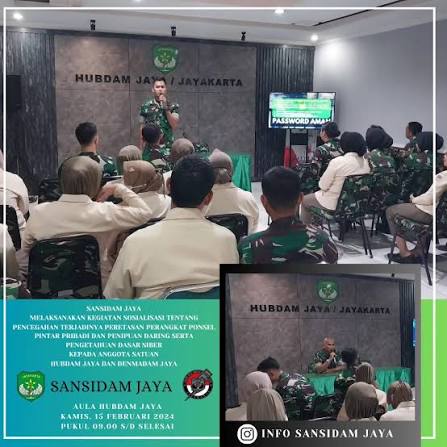 HUBDAM JAYA / JAYAKARTA
PASSWORD AMAN
SANSIDAM JAYA
MELAKSANAKAN KEGIATAN SOSIALISASI TENTANG
PENCEGAHAN TERJADINYA PERETASAN PERANGKAT PONSEL
PINTAR PRIBADI DAN PENIPUAN DARING SERTA
PENGETAHUAN DASAR SIBER
KEPADA ANGGOTA SATUAN
HUBDAM JAYA DAN BENMADAM JAYA
SANSIDAM JAYA
AULA HUBDAM JAYA
KAMIS, 15 FEBRUARI 2024
PUKUL 09.00 S/D SELESAI
HUBDAM JAYA / JAYAKARTA
INFO SANSIDAM JAYA